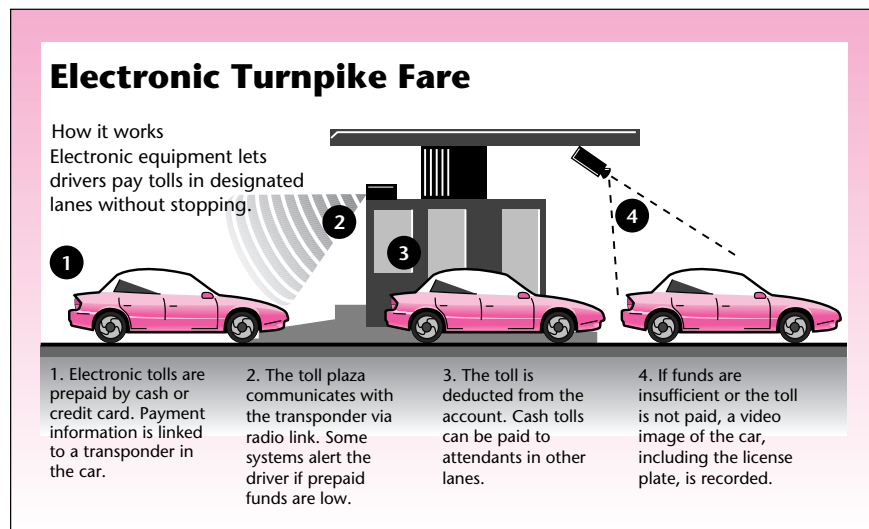 Electronic Turnpike Fare
How it works
Electronic equipment lets
drivers pay tolls in designated
lanes without stopping.
1
2
3
4
1. Electronic tolls are
prepaid by cash or
credit card. Payment
information is linked
to a transponder in
the car.
2. The toll plaza
communicates with
the transponder via
radio link. Some
systems alert the
driver if prepaid
funds are low.
3. The toll is
deducted from the
account. Cash tolls
can be paid to
attendants in other
lanes.
4. If funds are
insufficient or the toll
is not paid, a video
image of the car,
including the license
plate, is recorded.